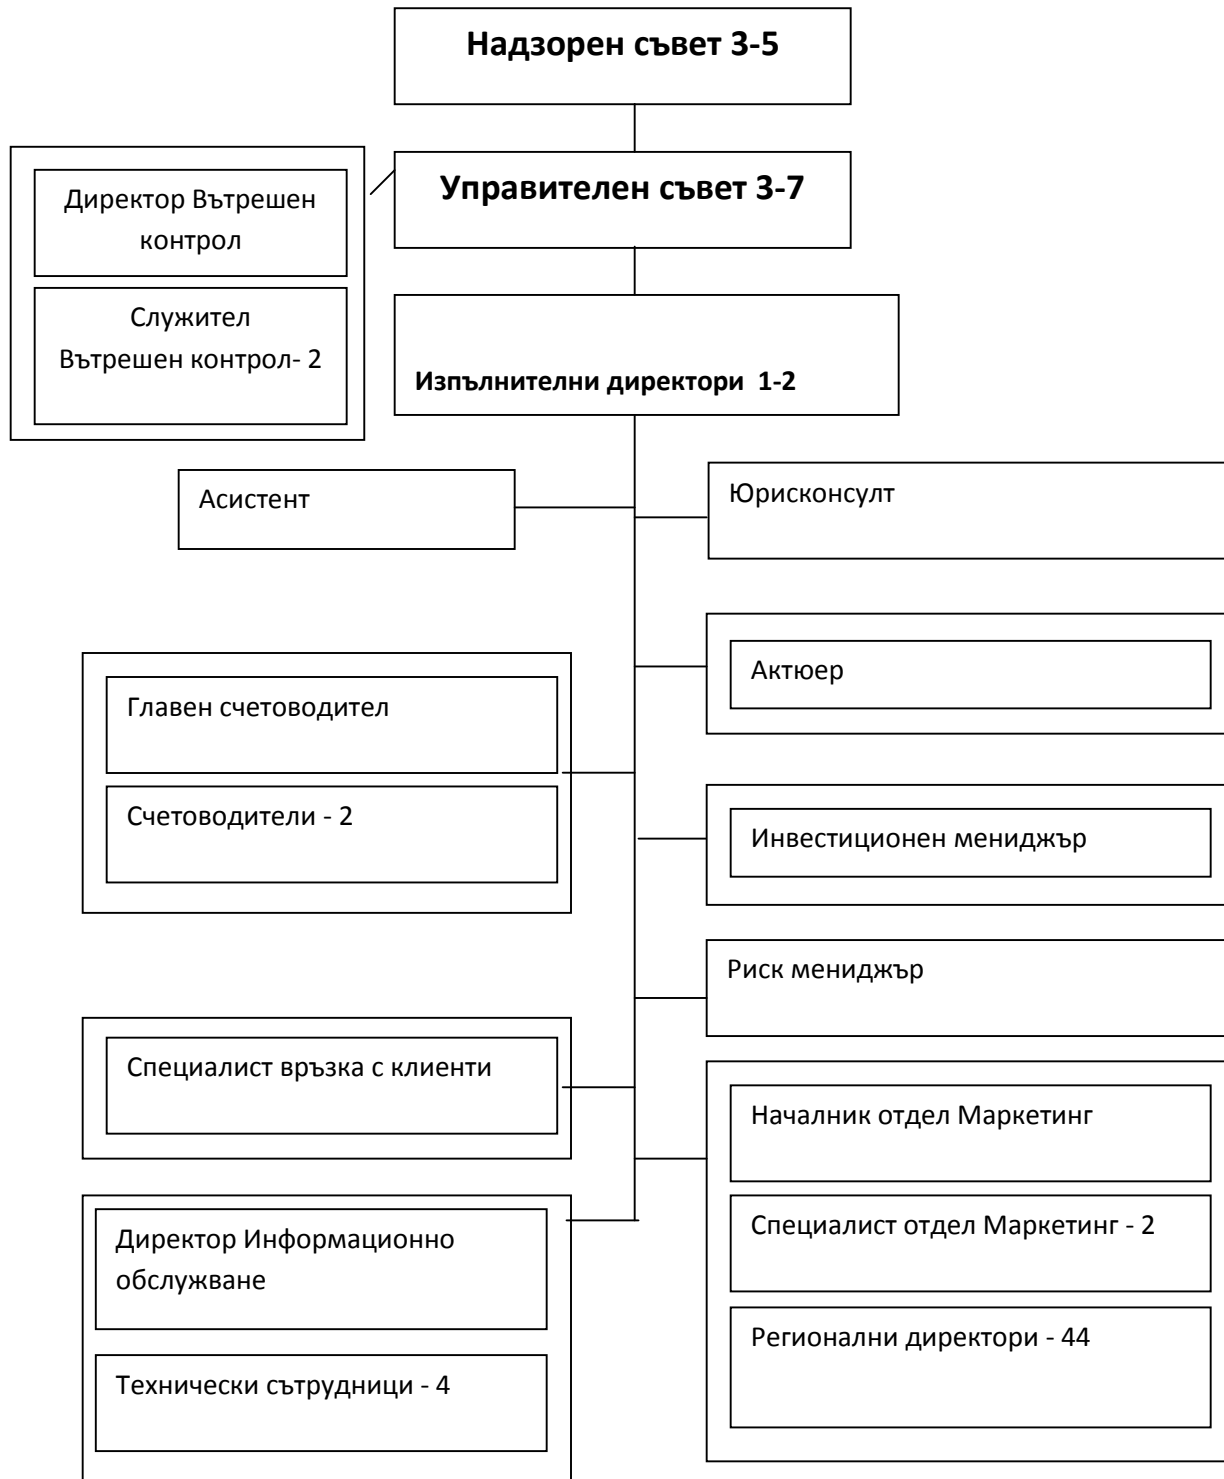 Надзорен съвет 3-5
Управителен съвет 3-7
Директор Вътрешен
контрол
Служител
Вътрешен контрол- 2
Изпълнителни директори  1-2
Асистент
Юрисконсулт
Актюер
Главен счетоводител
Счетоводители - 2
Инвестиционен мениджър
Риск мениджър
Специалист връзка с клиенти
Началник отдел Маркетинг
Специалист отдел Маркетинг - 2
Регионални директори - 44
Директор Информационно
обслужване
Технически сътрудници - 4